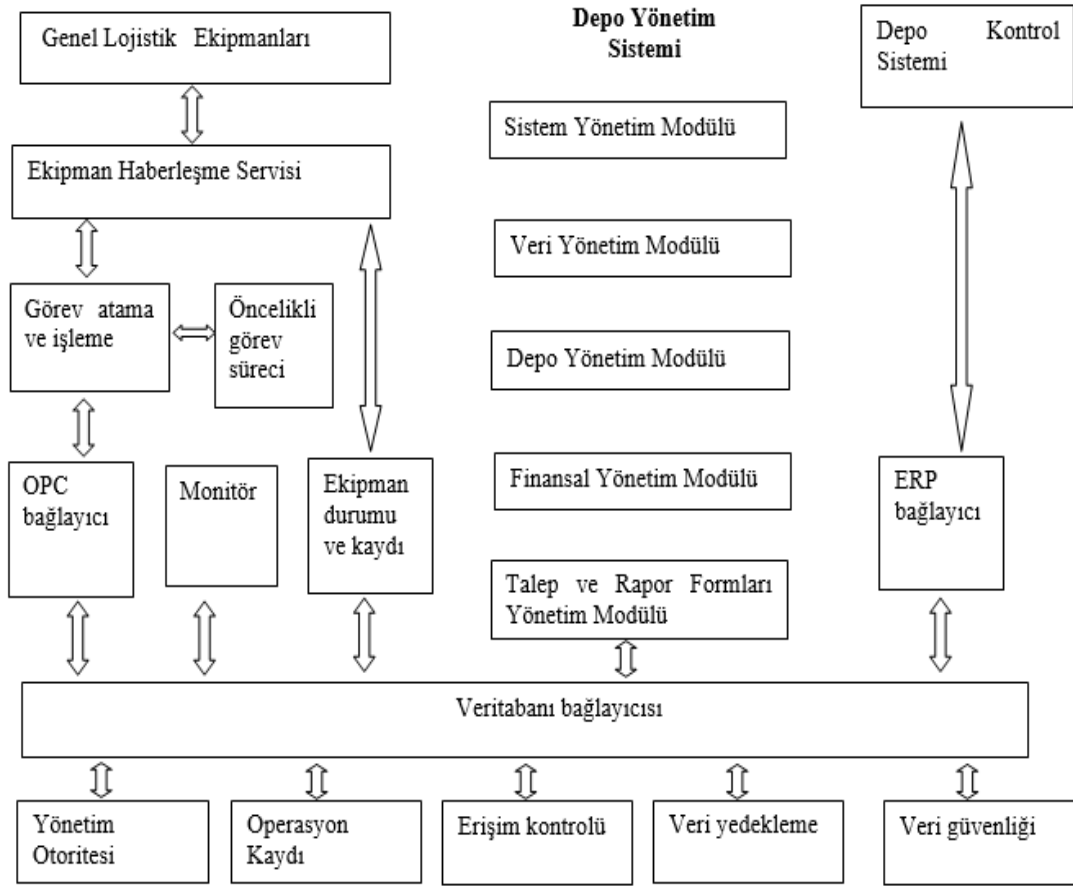 Genel Lojistik Ekipmanları
Depo Yönetim
Sistemi
Depo Kontrol
Sistemi
Sistem Yönetim Modülü
Ekipman Haberleşme Servisi
Veri Yönetim Modülü
Görev atama
ve işleme
Öncelikli
görev
süreci
Depo Yönetim Modülü
OPC
bağlayıcı
Monitör
Ekipman
durumu
ve kaydı
Finansal Yönetim Modülü
ERP
bağlayıcı
Talep ve Rapor Formları
Yönetim Modülü
Veritabanı bağlayıcısı
Yönetim
Otoritesi
Operasyon
Kaydı
Erişim kontrolü
Veri yedekleme
Veri güvenliği